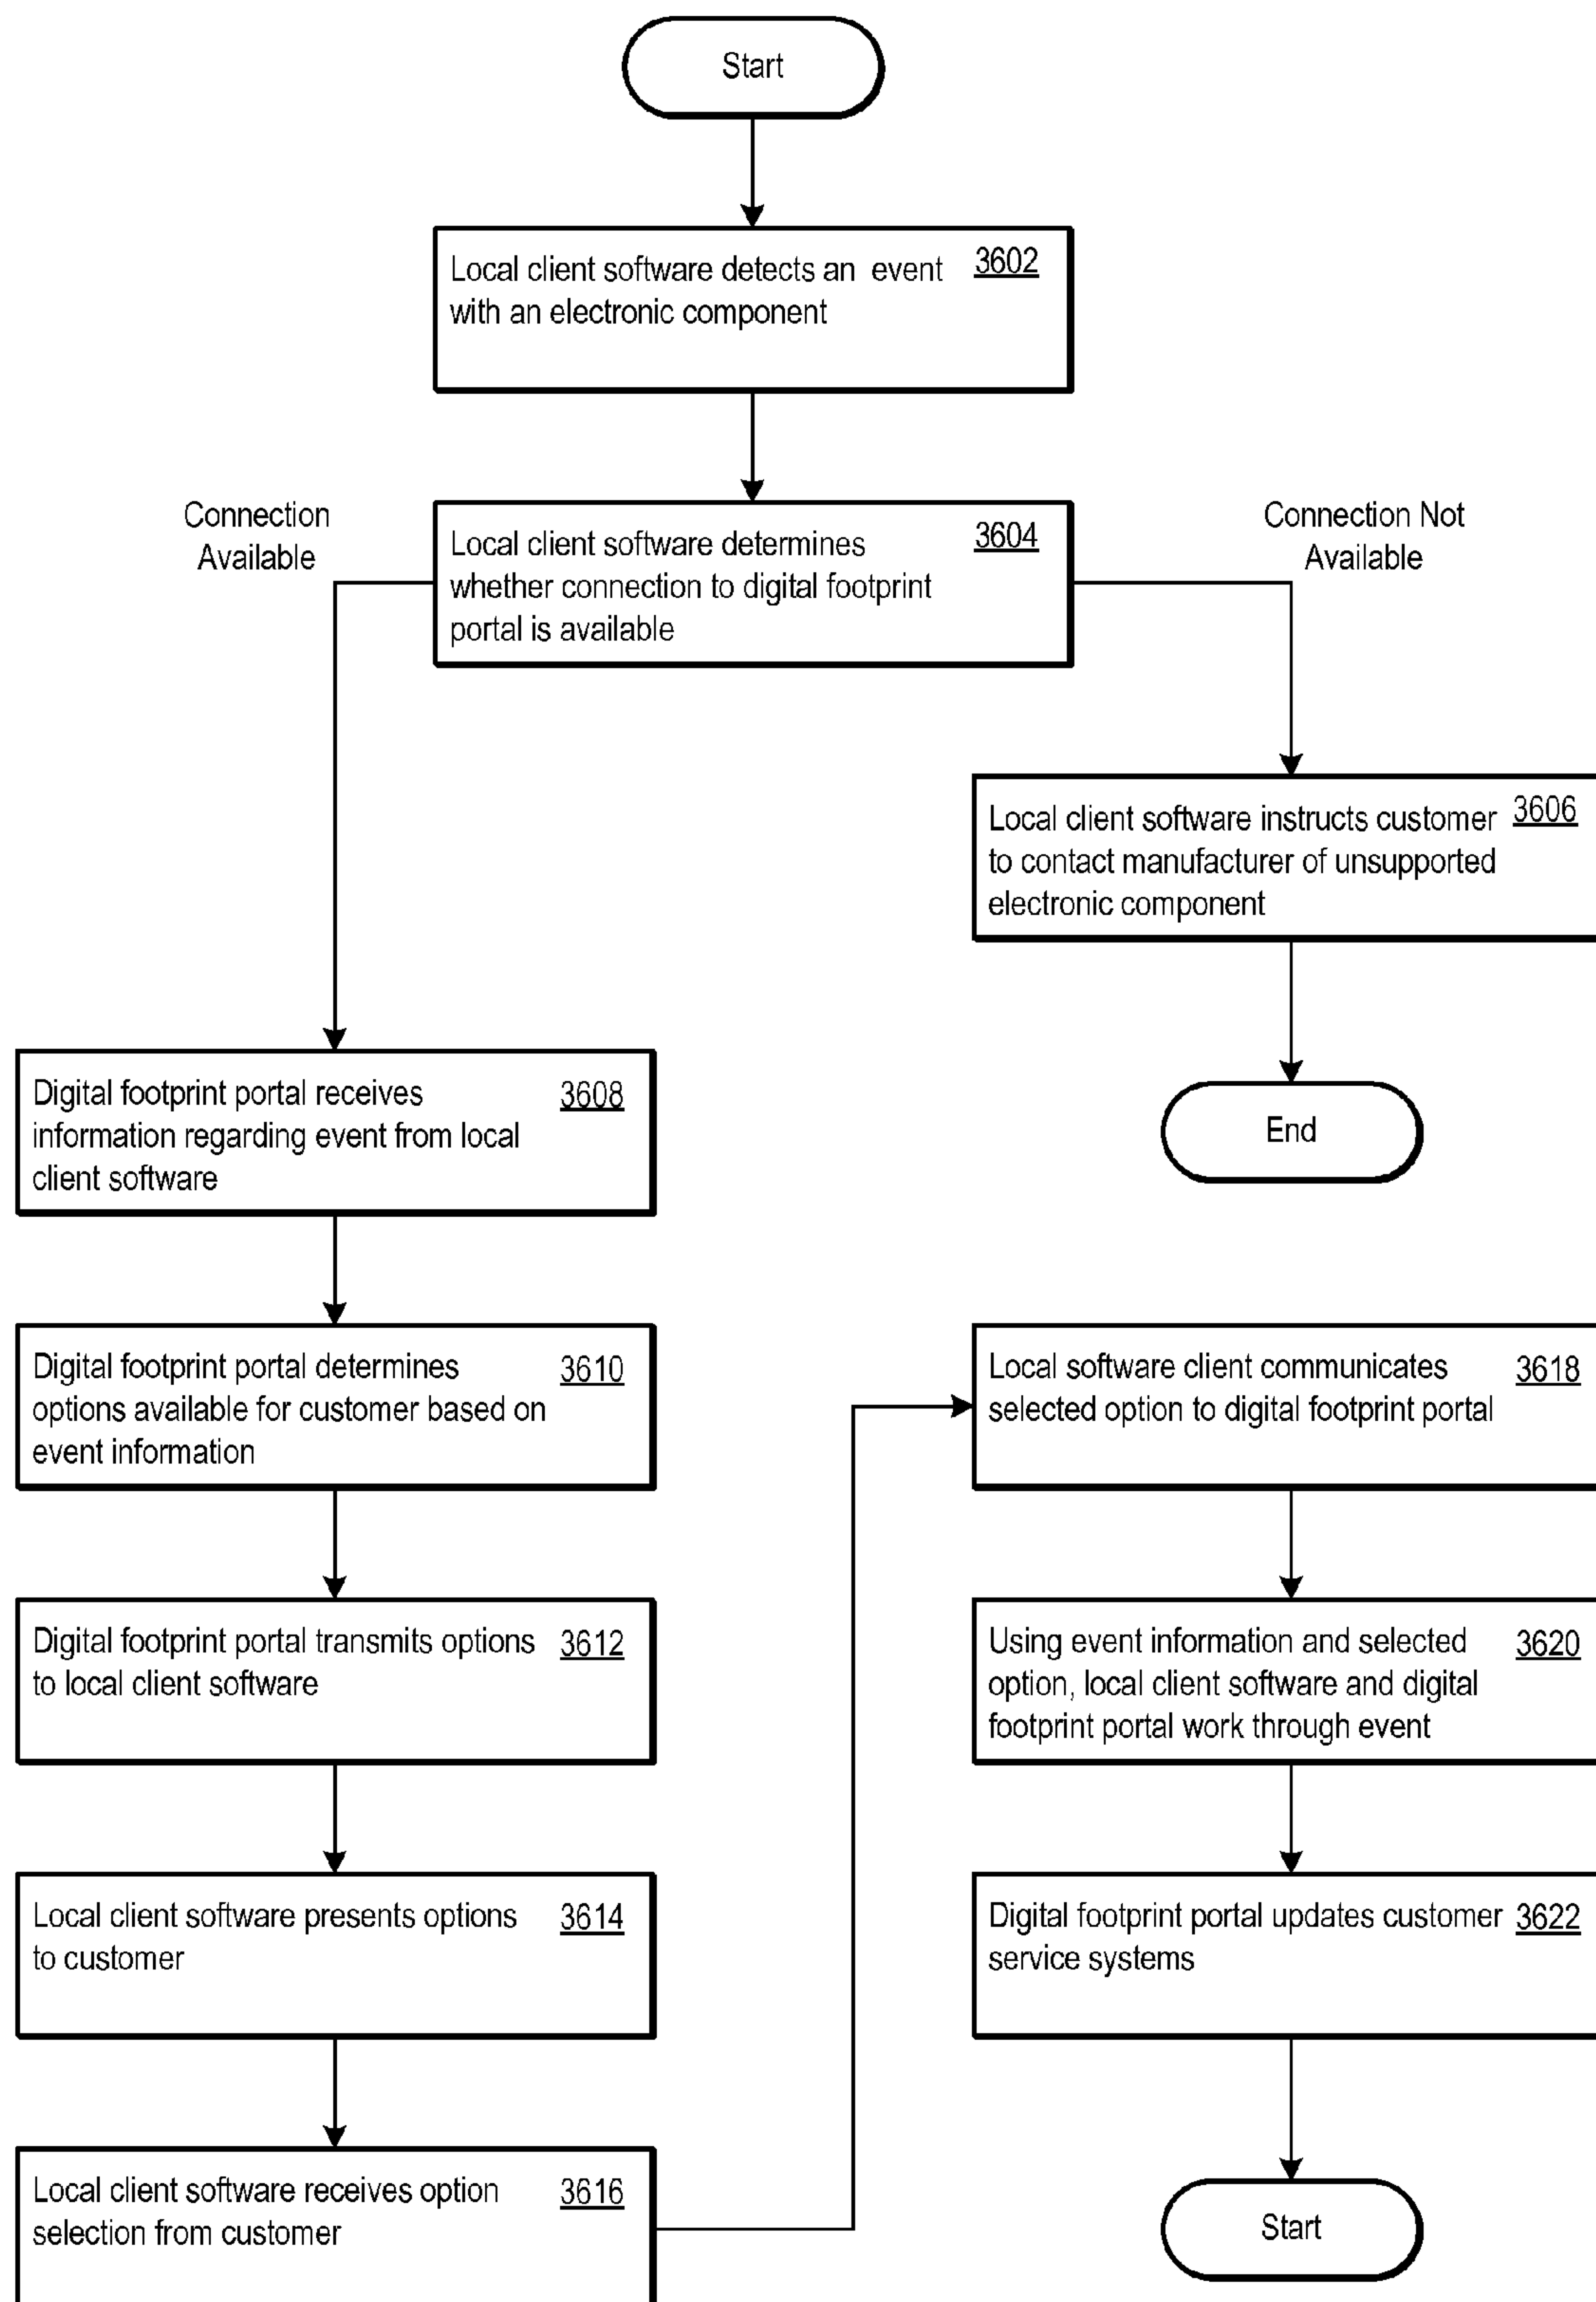 Start
Local client software detects an event 3602
with an electronic component
Connection
Available
Local client software determines 3604
whether connection to digital footprint
portal is available
Connection Not
Available
Local client software instructs customer 3606
to contact manufacturer of unsupported
electronic component
End
Digital footprint portal receives 3608
information regarding event from local
client software
Digital footprint portal determines 3610
options available for customer based on
event information
Digital footprint portal transmits options 3612
to local client software
Local client software presents options 3614
to customer
Local client software receives option 3616
selection from customer
Local software client communicates 3618
selected option to digital footprint portal
Using event information and selected 3620
option, local client software and digital
footprint portal work through event
Digital footprint portal updates customer 3622
service systems
Start